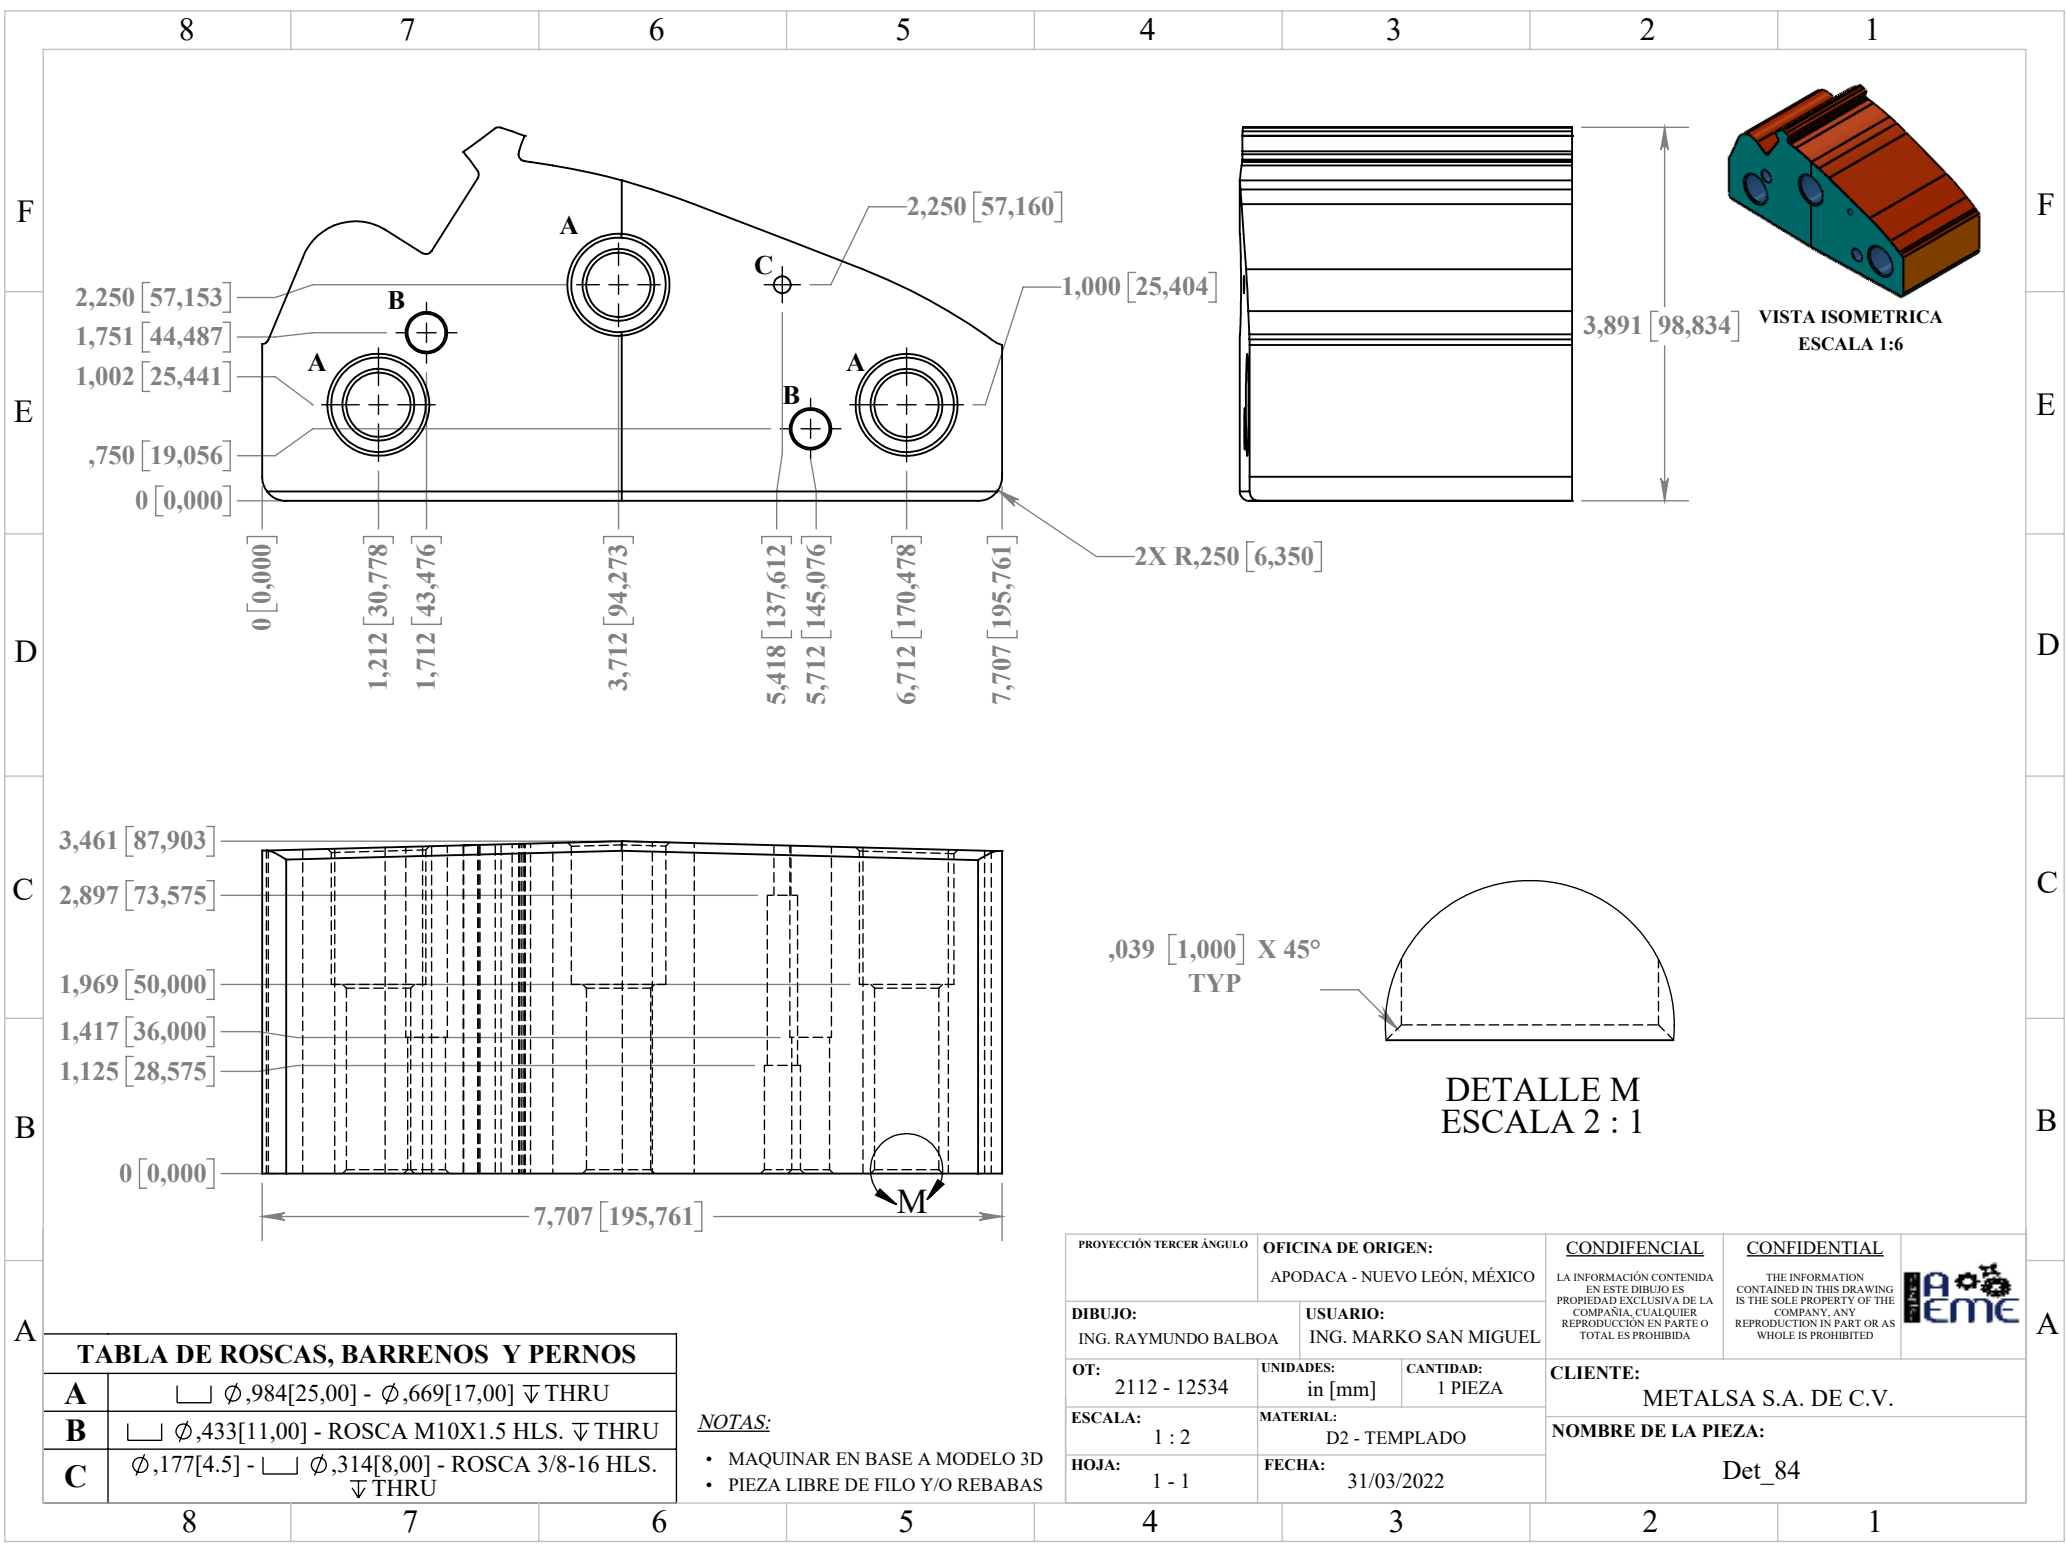 8 7 6 5 4 3 2 1
F F
E E
D D
C C
B B
A A
A
B
A
C
B
A
2,250 [57,160]
1,000 [25,404]
2,250 [57,153]
1,751 [44,487]
1,002 [25,441]
,750 [19,056]
0 [0,000]
0 [0,000]
1,212 [30,778]
1,712 [43,476]
3,712 [94,273]
5,418 [137,612]
5,712 [145,076]
6,712 [170,478]
7,707 [195,761]
2X R,250 [6,350]
3,891 [98,834]
VISTA ISOMETRICA
ESCALA 1:6
3,461 [87,903]
2,897 [73,575]
1,969 [50,000]
1,417 [36,000]
1,125 [28,575]
0 [0,000]
7,707 [195,761]
M
,039 [1,000] X 45°
TYP
DETALLE M
ESCALA 2 : 1
TABLA DE ROSCAS, BARRENOS Y PERNOS
A ⌴ ∅,984[25,00] - ∅,669[17,00] ↧ THRU
B ⌴ ∅,433[11,00] - ROSCA M10X1.5 HLS. ↧ THRU
C ∅,177[4.5] - ⌴ ∅,314[8,00] - ROSCA 3/8-16 HLS.
↧ THRU
NOTAS:
• MAQUINAR EN BASE A MODELO 3D
• PIEZA LIBRE DE FILO Y/O REBABAS
PROYECCIÓN TERCER ÁNGULO
OFICINA DE ORIGEN:
APODACA - NUEVO LEÓN, MÉXICO
DIBUJO:
ING. RAYMUNDO BALBOA
USUARIO:
ING. MARKO SAN MIGUEL
OT:
2112 - 12534
UNIDADES:
in [mm]
CANTIDAD:
1 PIEZA
ESCALA:
1 : 2
MATERIAL:
D2 - TEMPLADO
HOJA:
1 - 1
FECHA:
31/03/2022
CONDIFENCIAL
LA INFORMACIÓN CONTENIDA
EN ESTE DIBUJO ES
PROPIEDAD EXCLUSIVA DE LA
COMPAÑIA, CUALQUIER
REPRODUCCIÓN EN PARTE O
TOTAL ES PROHIBIDA
CONFIDENTIAL
THE INFORMATION
CONTAINED IN THIS DRAWING
IS THE SOLE PROPERTY OF THE
COMPANY, ANY
REPRODUCTION IN PART OR AS
WHOLE IS PROHIBITED
A
EME
CLIENTE:
METALSA S.A. DE C.V.
NOMBRE DE LA PIEZA:
Det_84
8 7 6 5 4 3 2 1